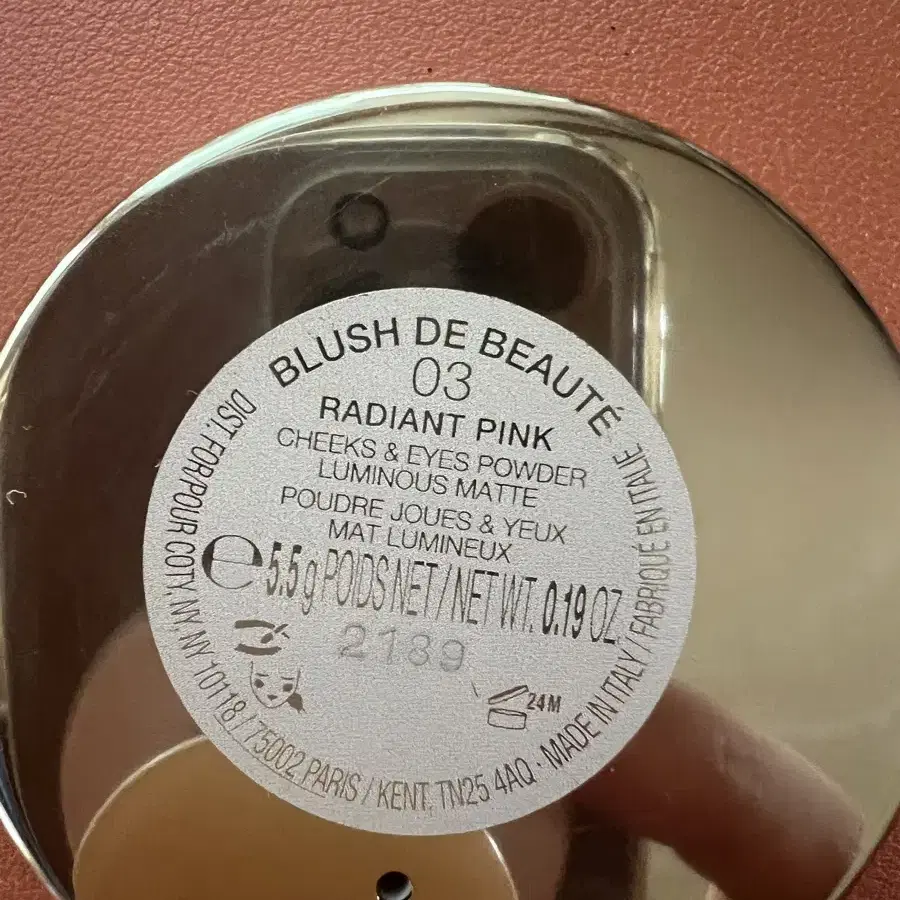 BLUSH DE BEAUTÉ
03
RADIANT PINK
CHEEKS & EYES POWDER
LUMINOUS MATTE
POUDRE JOUES & YEUX
MAT LUMINEUX
e 5.5 g POIDS NET / NET WT. 0.19 OZ.
2189
24M
DIST. FOR/POUR COTY, NY, NY 10118 / 75002 PARIS / KENT, TN25 4AQ · MADE IN ITALY / FABRIQUÉ EN ITALIE